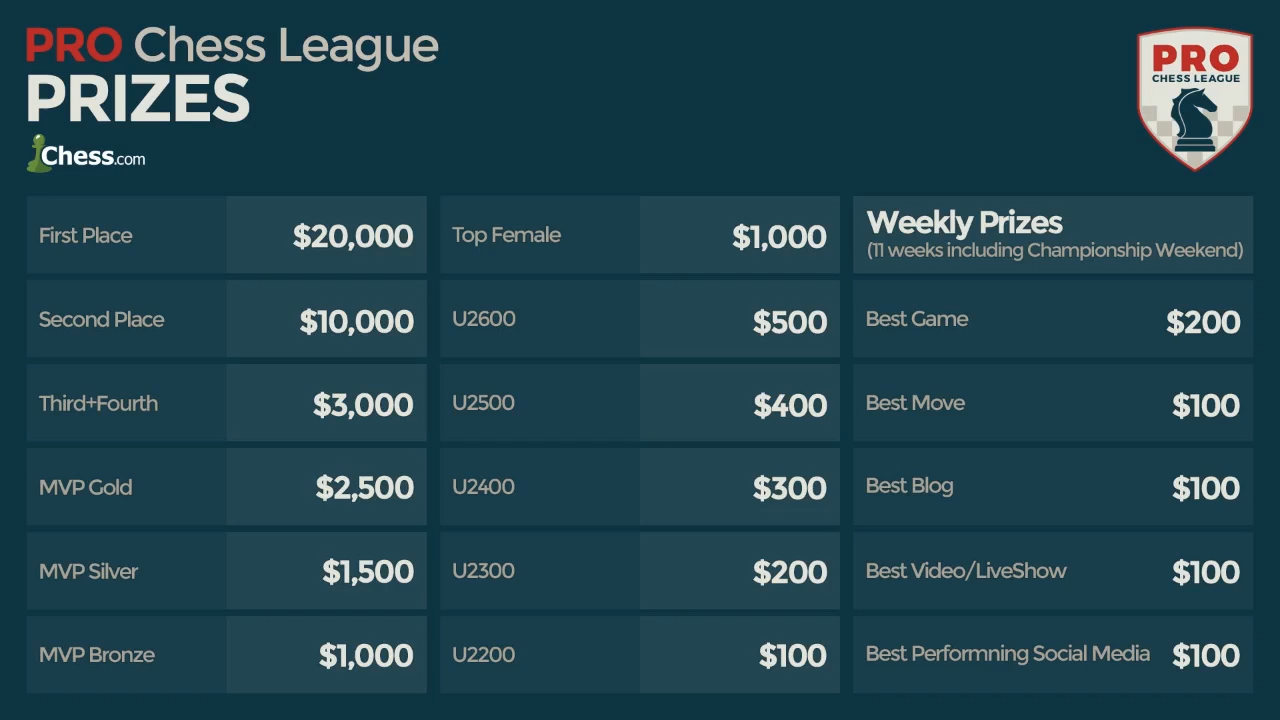 PRO Chess League
PRIZES
Chess.com
PRO
CHESS LEAGUE
First Place $20,000
Second Place $10,000
Third+Fourth $3,000
MVP Gold $2,500
MVP Silver $1,500
MVP Bronze $1,000
Top Female $1,000
U2600 $500
U2500 $400
U2400 $300
U2300 $200
U2200 $100
Weekly Prizes
(11 weeks including Championship Weekend)
Best Game $200
Best Move $100
Best Blog $100
Best Video/LiveShow $100
Best Performning Social Media $100